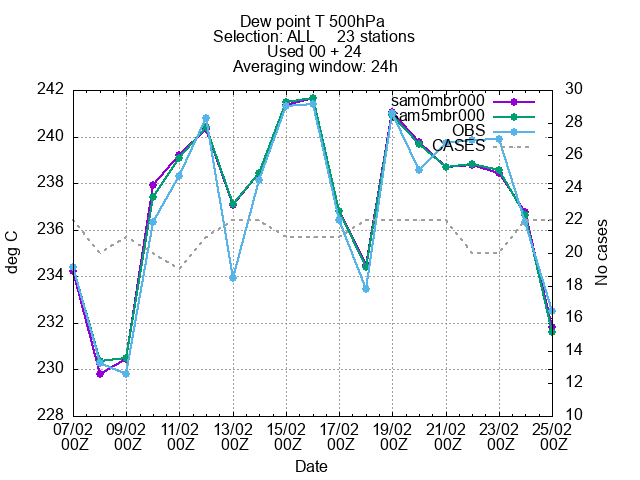 Dew point T 500hPa
Selection: ALL 23 stations
Used 00 + 24
Averaging window: 24h
242 30
240 28
238 26
236 24
234 22
232 20
230 18
228 16
14
12
10
sam0mbr000
sam5mbr000
OBS
CASES
deg C
No cases
07/02 09/02 11/02 13/02 15/02 17/02 19/02 21/02 23/02 25/02
00Z 00Z 00Z 00Z 00Z 00Z 00Z 00Z 00Z 00Z
Date